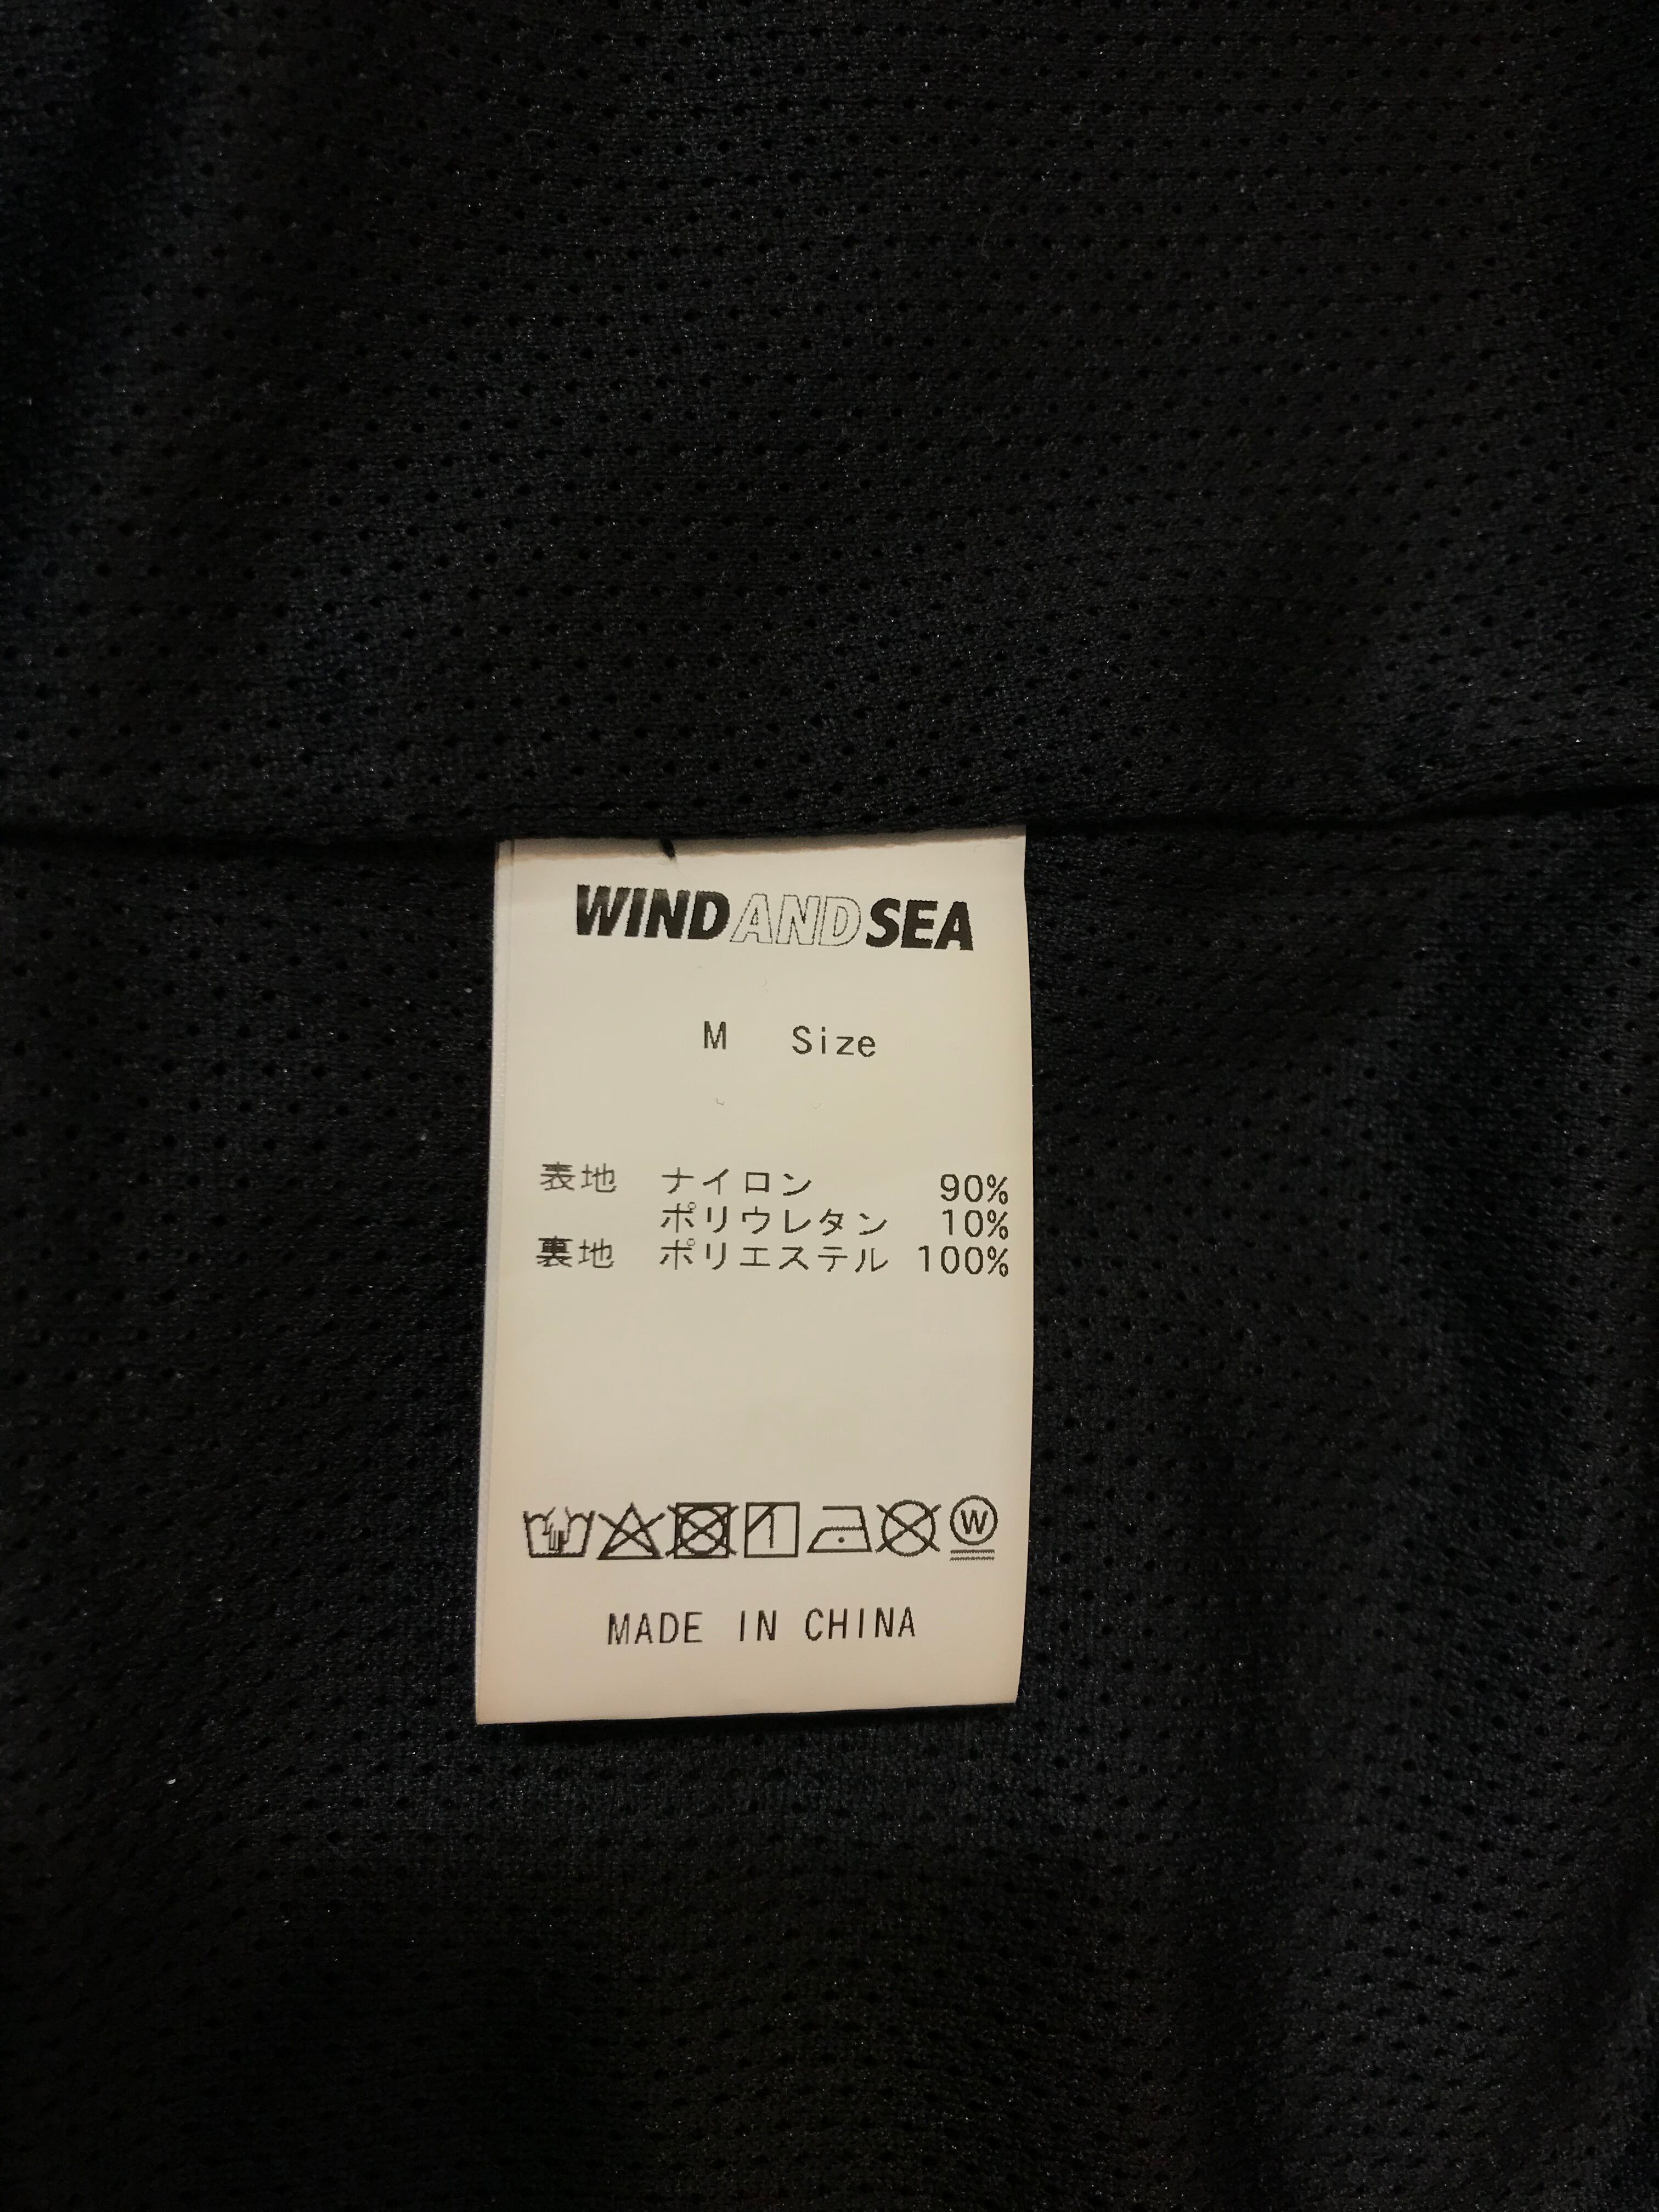 WINDANDSEA
M Size
表地 ナイロン 90%
ポリウレタン 10%
裏地 ポリエステル 100%
W
MADE IN CHINA